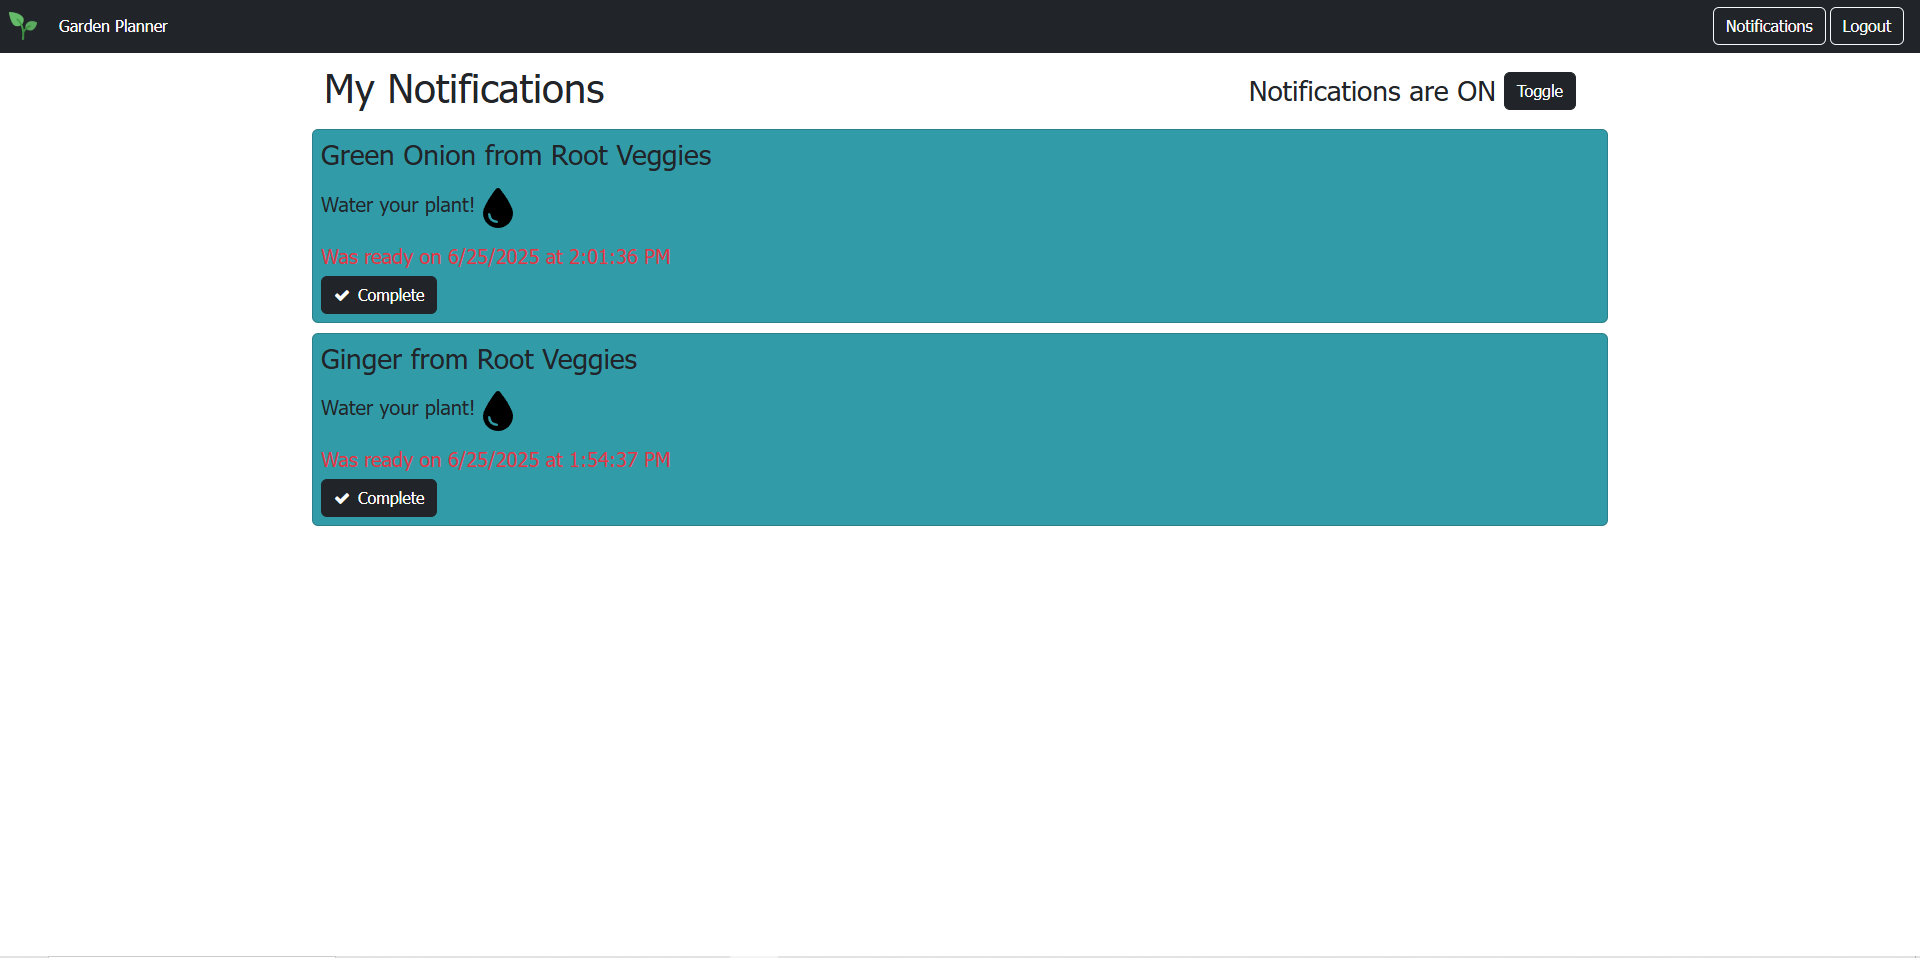 Garden Planner
Notifications
Logout
My Notifications
Notifications are ON
Toggle
Green Onion from Root Veggies
Water your plant!
Was ready on 6/25/2025 at 2:01:36 PM
Complete
Ginger from Root Veggies
Water your plant!
Was ready on 6/25/2025 at 1:54:37 PM
Complete